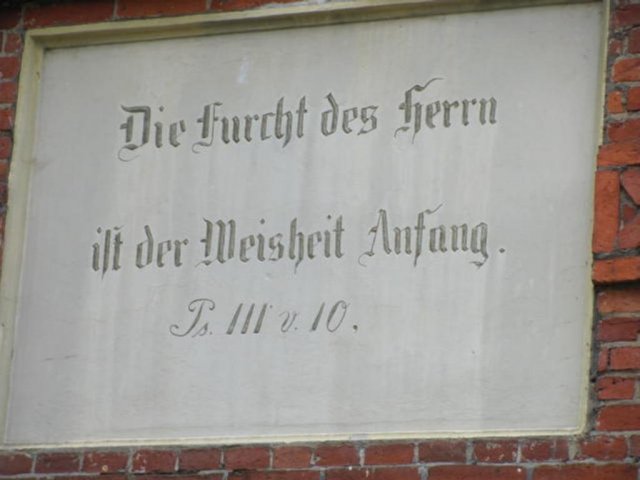 Die Furcht des Herrn
ist der Weisheit Anfang.
Ps. 111 v. 10.